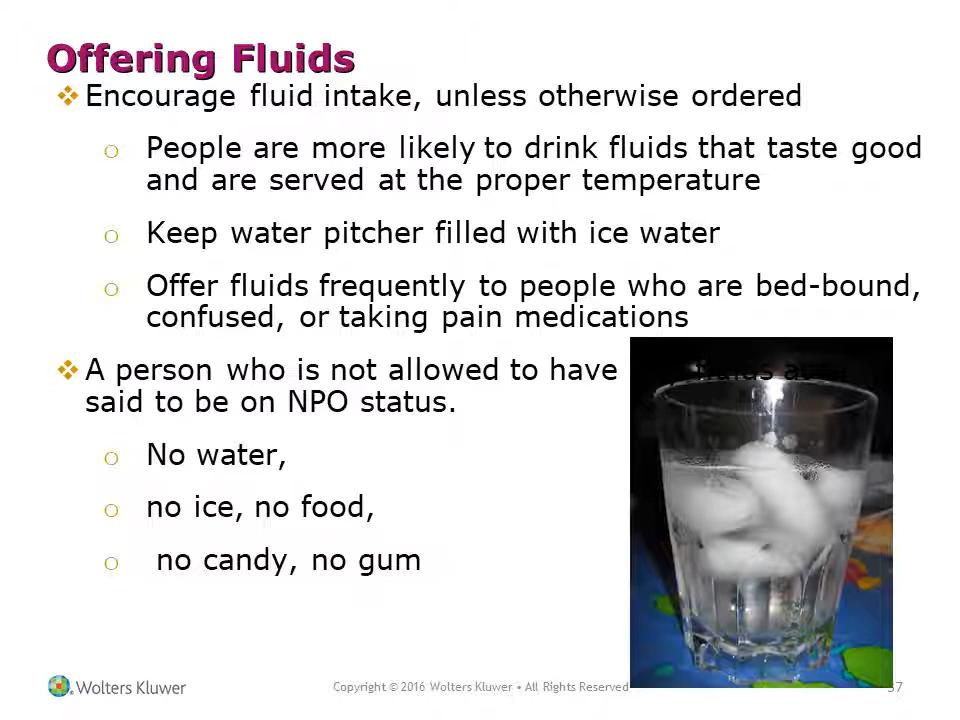 Offering Fluids
Encourage fluid intake, unless otherwise ordered
People are more likely to drink fluids that taste good
and are served at the proper temperature
Keep water pitcher filled with ice water
Offer fluids frequently to people who are bed-bound,
confused, or taking pain medications
A person who is not allowed to have fluids
said to be on NPO status.
No water,
no ice, no food,
no candy, no gum
Wolters Kluwer
Copyright © 2016 Wolters Kluwer • All Rights Reserved